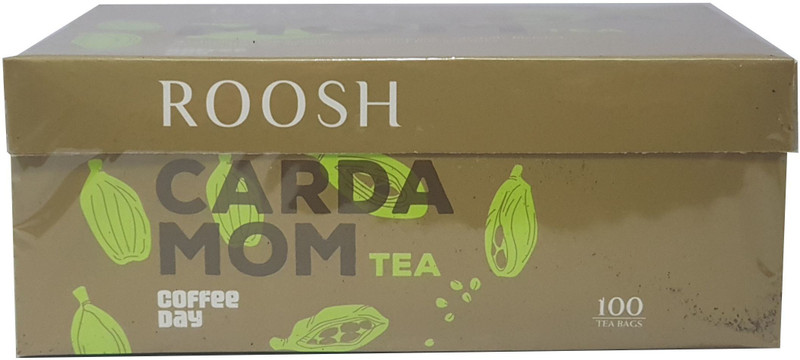 ROOSH
CARDA
MOM TEA
COFFEE
DAY
100
TEA BAGS